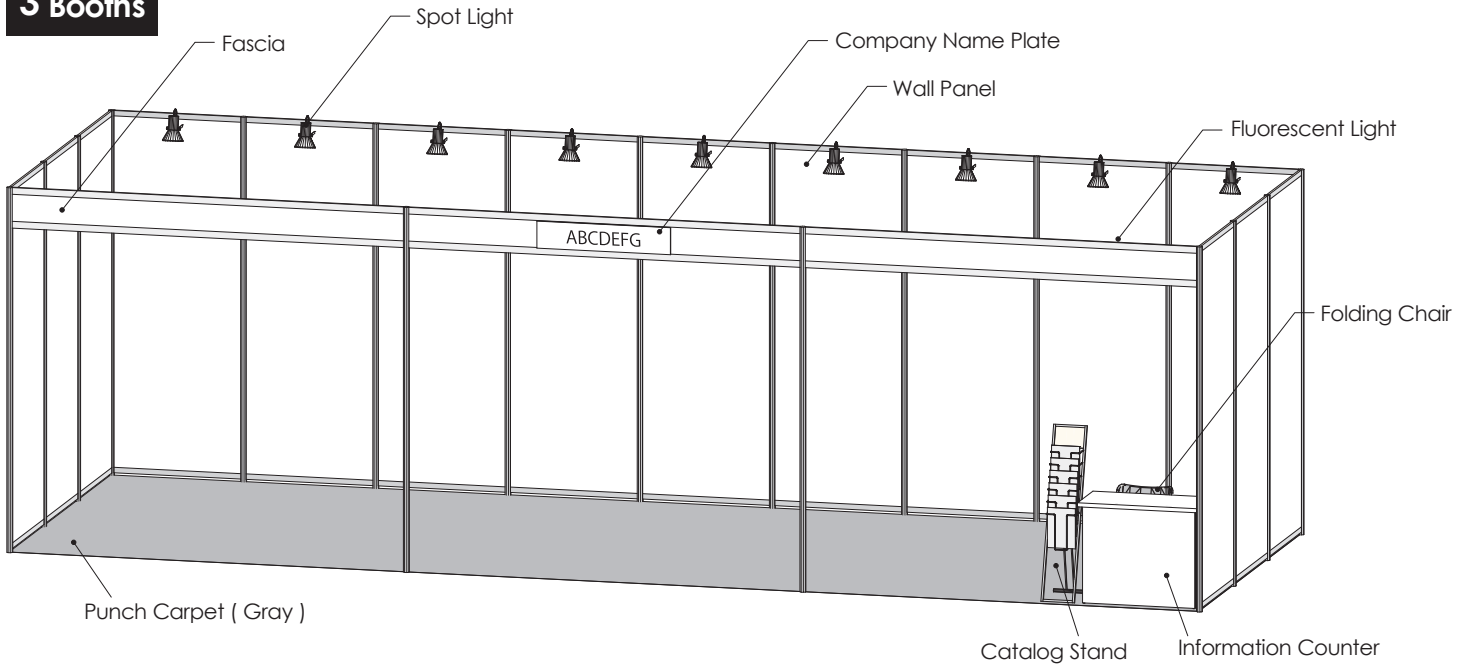 3 Booths
Spot Light
Fascia
Company Name Plate
Wall Panel
Fluorescent Light
ABCDEFG
Folding Chair
Punch Carpet ( Gray )
Catalog Stand
Information Counter